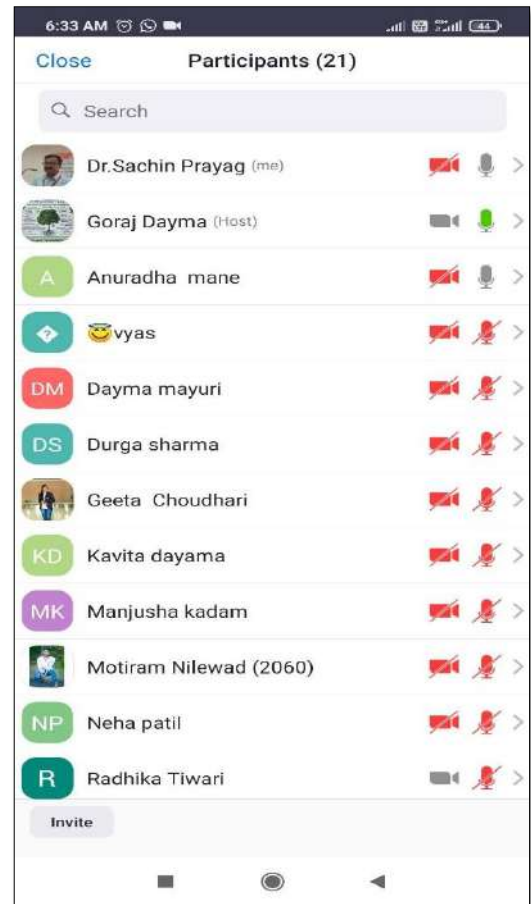 6:33 AM 44
Close Participants (21)
Search
Dr.Sachin Prayag (me)
Goraj Dayma (Host)
A Anuradha mane
? 😇vyas
DM Dayma mayuri
DS Durga sharma
Geeta Choudhari
KD Kavita dayama
MK Manjusha kadam
Motiram Nilewad (2060)
NP Neha patil
R Radhika Tiwari
Invite